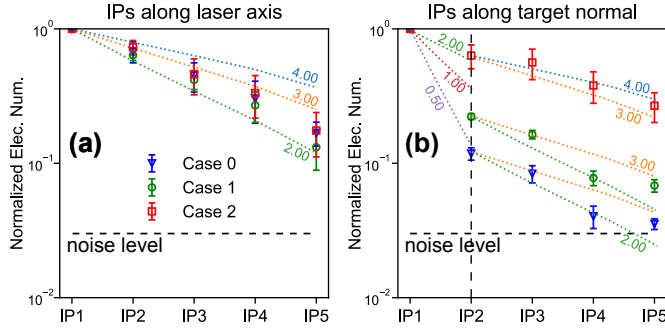 IPs along laser axis
Normalized Elec. Num.
10⁰
10⁻¹
10⁻²
4.00
3.00
2.00
(a)
Case 0
Case 1
Case 2
noise level
IP1 IP2 IP3 IP4 IP5
IPs along target normal
Normalized Elec. Num.
10⁰
10⁻¹
10⁻²
2.00
1.00
0.50
4.00
3.00
3.00
2.00
(b)
noise level
IP1 IP2 IP3 IP4 IP5